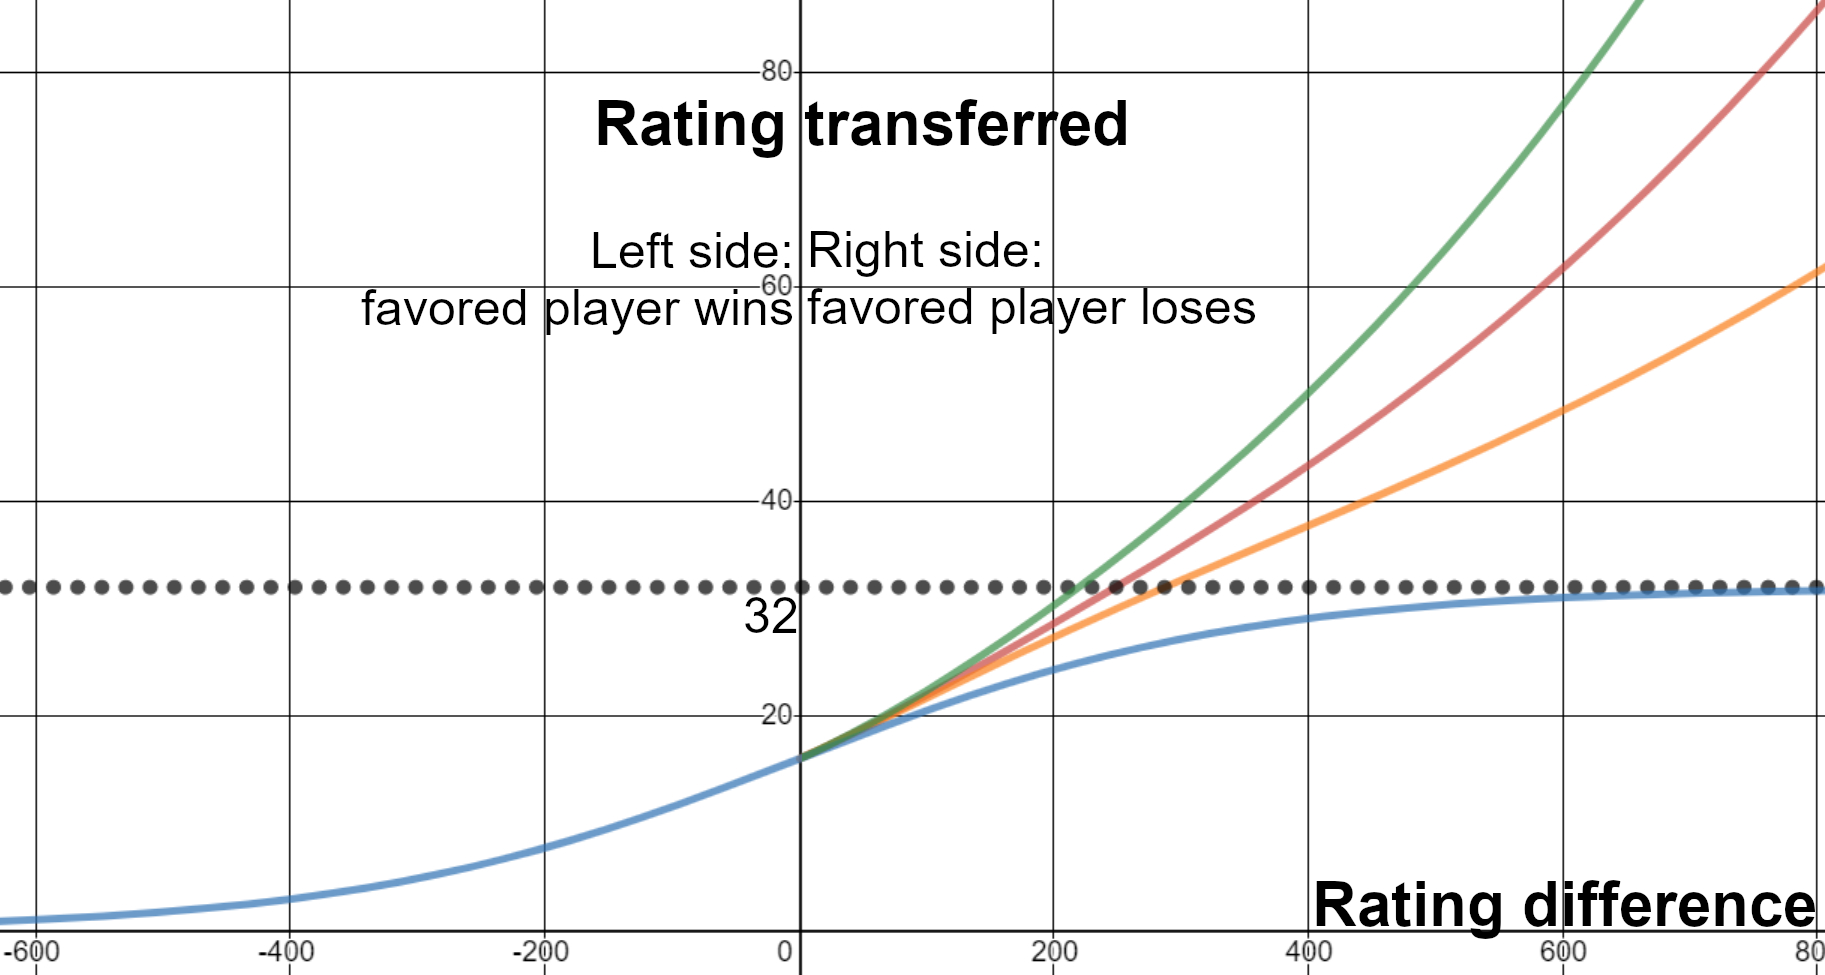 80
Rating transferred
Left side: Right side:
60
favored player wins favored player loses
40
32
20
Rating difference
-600 -400 -200 0 200 400 600 80